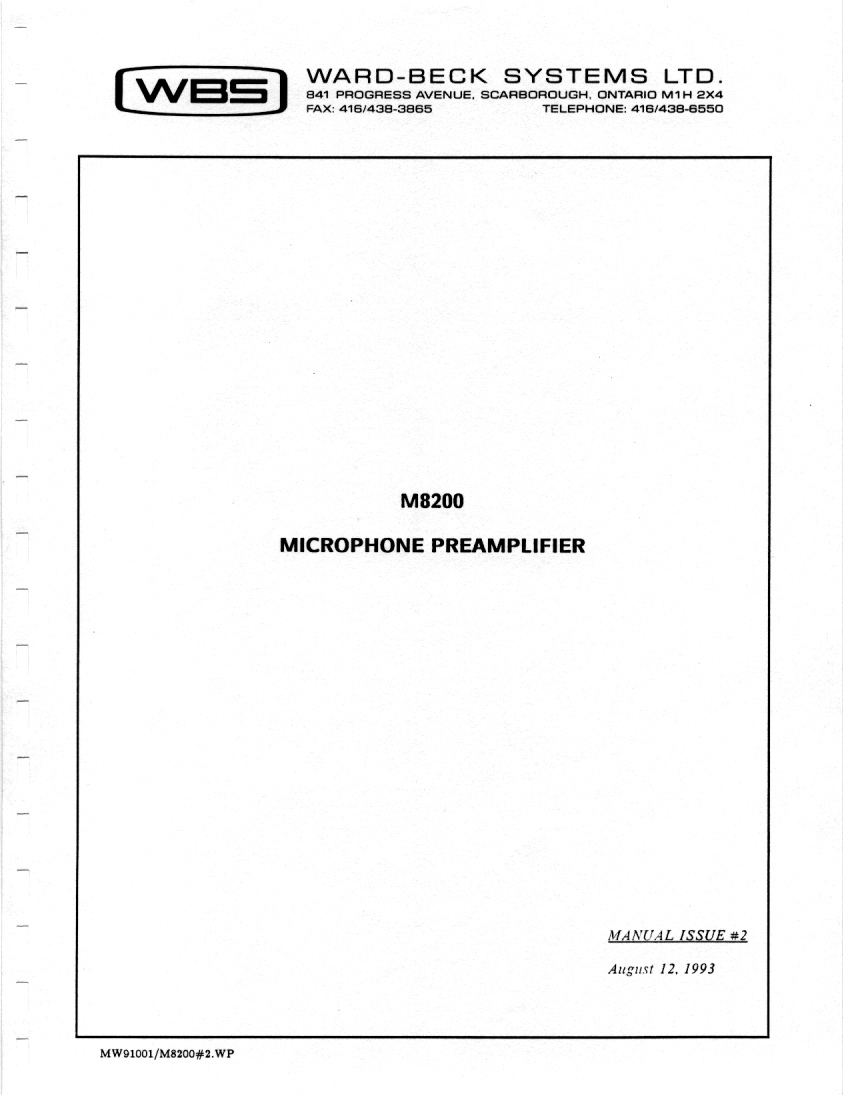 WBS
WARD-BECK SYSTEMS LTD.
841 PROGRESS AVENUE, SCARBOROUGH, ONTARIO M1H 2X4
FAX: 416/438-3865 TELEPHONE: 416/438-6550
M8200
MICROPHONE PREAMPLIFIER
MANUAL ISSUE #2
August 12, 1993
MW91001/M8200#2.WP